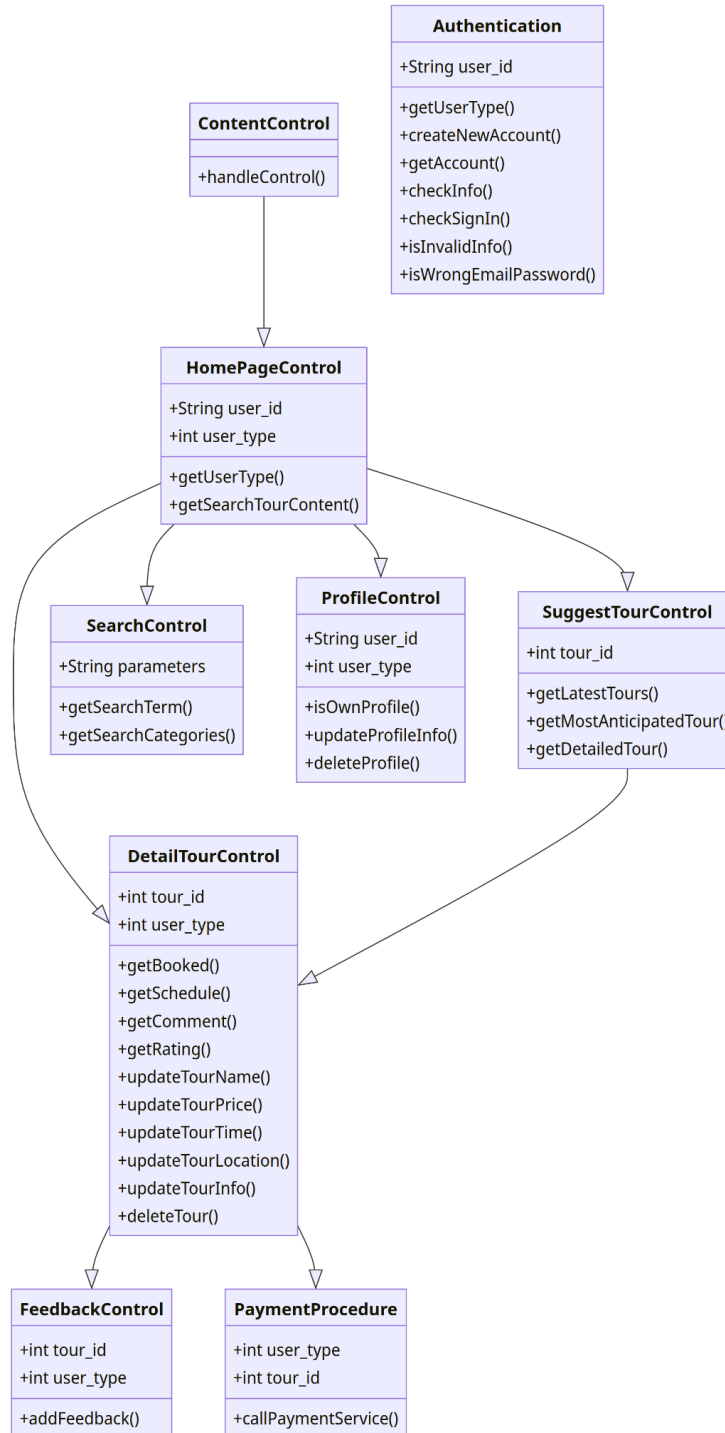 Authentication
+String user_id
+getUserType()
+createNewAccount()
+getAccount()
+checkInfo()
+checkSignIn()
+isInvalidInfo()
+isWrongEmailPassword()
ContentControl
+handleControl()
HomePageControl
+String user_id
+int user_type
+getUserType()
+getSearchTourContent()
SearchControl
+String parameters
+getSearchTerm()
+getSearchCategories()
ProfileControl
+String user_id
+int user_type
+isOwnProfile()
+updateProfileInfo()
+deleteProfile()
SuggestTourControl
+int tour_id
+getLatestTours()
+getMostAnticipatedTour()
+getDetailedTour()
DetailTourControl
+int tour_id
+int user_type
+getBooked()
+getSchedule()
+getComment()
+getRating()
+updateTourName()
+updateTourPrice()
+updateTourTime()
+updateTourLocation()
+updateTourInfo()
+deleteTour()
FeedbackControl
+int tour_id
+int user_type
+addFeedback()
PaymentProcedure
+int user_type
+int tour_id
+callPaymentService()